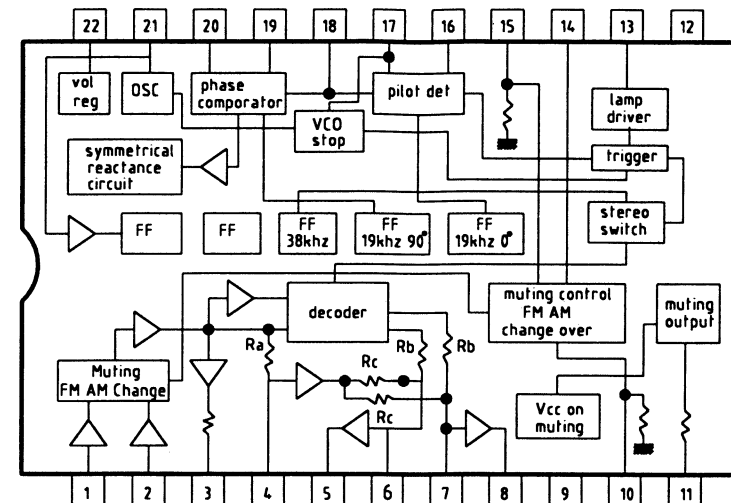 22 21 20 19 18 17 16 15 14 13 12
vol
reg
OSC
phase
comporator
pilot det
lamp
driver
VCO
stop
symmetrical
reactance
circuit
trigger
FF
FF
FF
38khz
FF
19khz 90°
FF
19khz 0°
stereo
switch
decoder
muting control
FM AM
change over
muting
output
Ra
Rb
Rb
Rc
Muting
FM AM Change
Rc
Vcc on
muting
1 2 3 4 5 6 7 8 9 10 11